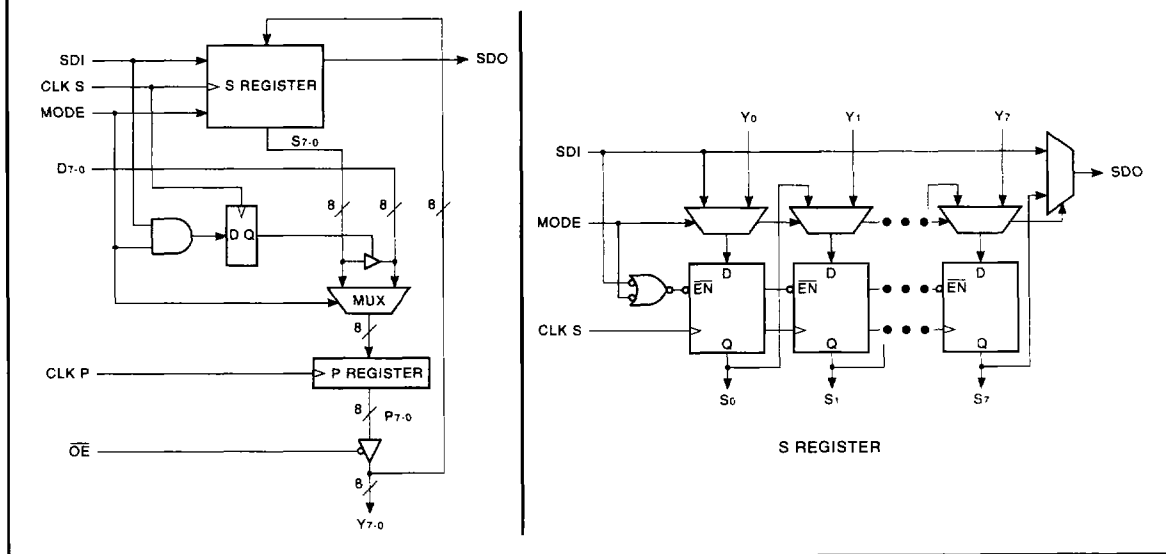 SDI
CLK S
MODE
S REGISTER
SDO
S7-0
D7-0
8
8
8
D Q
MUX
8
CLK P
P REGISTER
8
P7-0
OE
8
Y7-0
Y0
Y1
Y7
SDI
SDO
MODE
D
D
D
EN
EN
EN
CLK S
Q
Q
Q
S0
S1
S7
S REGISTER